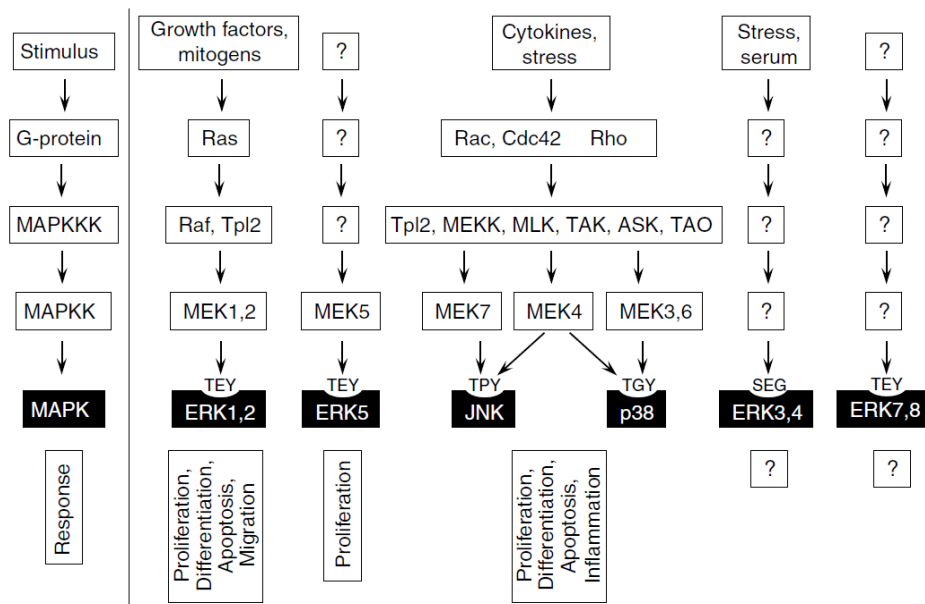 Stimulus
Growth factors,
mitogens
?
Cytokines,
stress
Stress,
serum
?
G-protein
Ras
?
Rac, Cdc42 Rho
?
?
MAPKKK
Raf, Tpl2
?
Tpl2, MEKK, MLK, TAK, ASK, TAO
?
?
MAPKK
MEK1,2
MEK5
MEK7
MEK4
MEK3,6
?
?
MAPK
TEY
ERK1,2
TEY
ERK5
TPY
JNK
TGY
p38
SEG
ERK3,4
TEY
ERK7,8
Response
Proliferation,
Differentiation,
Apoptosis,
Migration
Proliferation
Proliferation,
Differentiation,
Apoptosis,
Inflammation
?
?